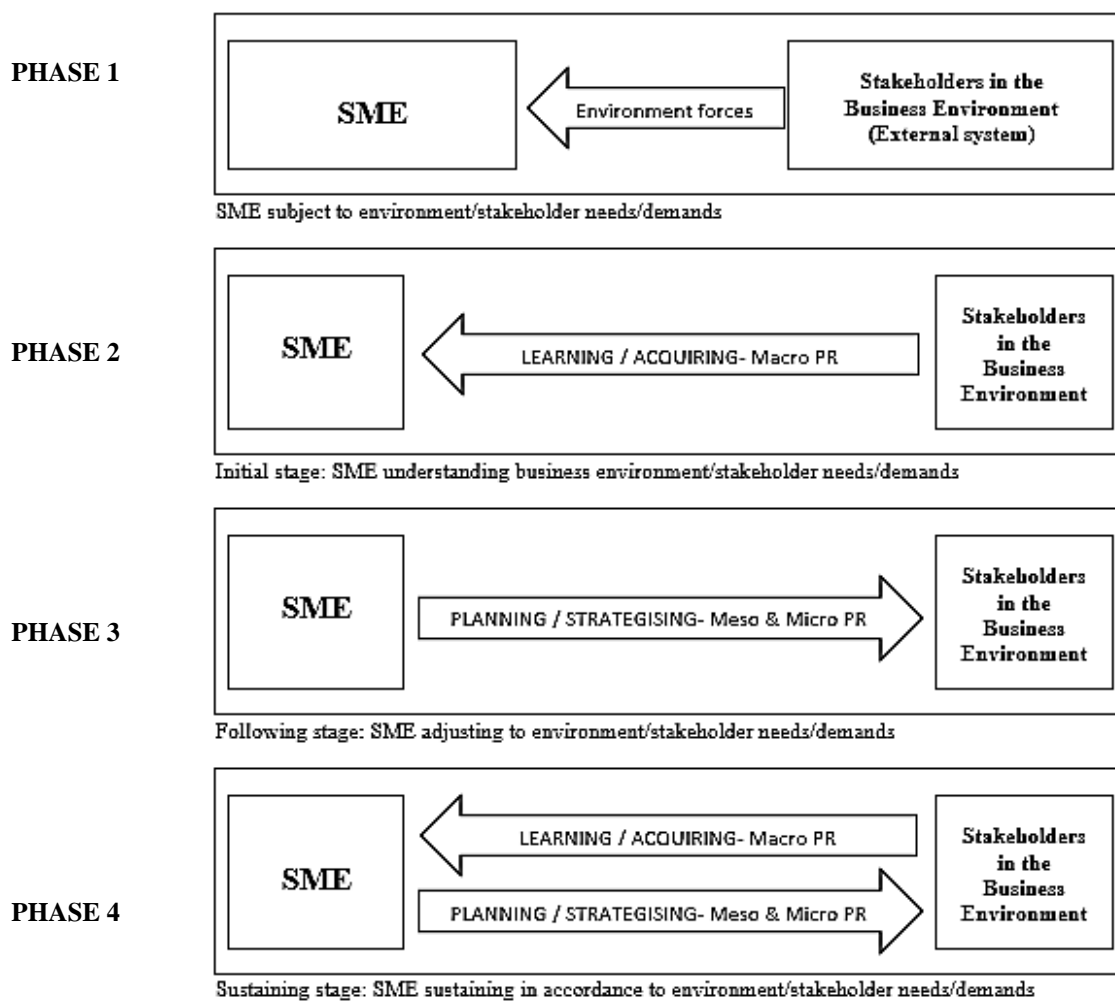 PHASE 1
SME
Environment forces
Stakeholders in the
Business Environment
(External system)
SME subject to environment/stakeholder needs/demands
PHASE 2
SME
LEARNING / ACQUIRING- Macro PR
Stakeholders
in the
Business
Environment
Initial stage: SME understanding business environment/stakeholder needs/demands
PHASE 3
SME
PLANNING / STRATEGISING- Meso & Micro PR
Stakeholders
in the
Business
Environment
Following stage: SME adjusting to environment/stakeholder needs/demands
PHASE 4
SME
LEARNING / ACQUIRING- Macro PR
PLANNING / STRATEGISING- Meso & Micro PR
Stakeholders
in the
Business
Environment
Sustaining stage: SME sustaining in accordance to environment/stakeholder needs/demands